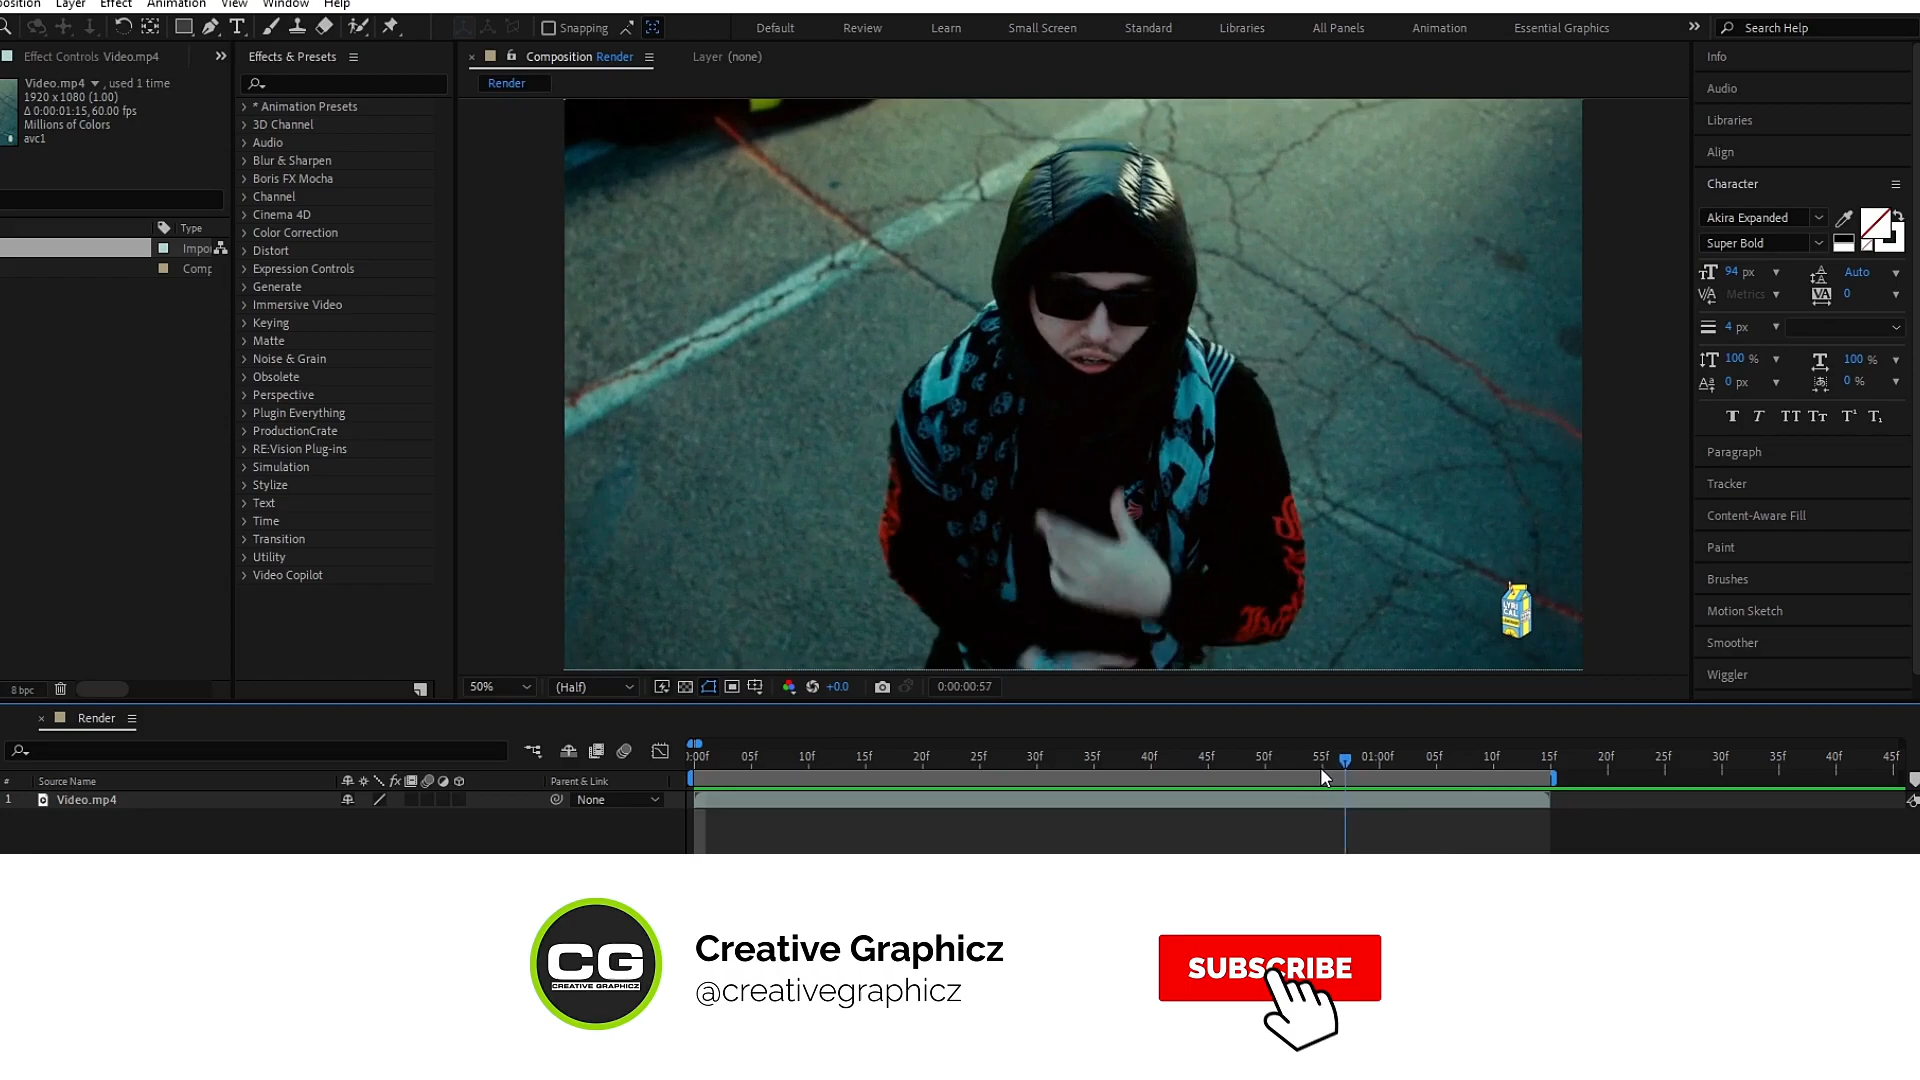 position Layer Effect Animation View Window Help
Snapping
Default Review Learn Small Screen Standard Libraries All Panels Animation Essential Graphics
Search Help
Effect Controls Video.mp4
Video.mp4 , used 1 time
1920 x 1080 (1.00)
Δ 0:00:01:15, 60.00 fps
Millions of Colors
avc1
Type
Impo
Comp
8 bpc
Effects & Presets
* Animation Presets
3D Channel
Audio
Blur & Sharpen
Boris FX Mocha
Channel
Cinema 4D
Color Correction
Distort
Expression Controls
Generate
Immersive Video
Keying
Matte
Noise & Grain
Obsolete
Perspective
Plugin Everything
ProductionCrate
RE:Vision Plug-ins
Simulation
Stylize
Text
Time
Transition
Utility
Video Copilot
Composition Render
Layer (none)
Render
LYRI
CAL
50% (Half) +0.0 0:00:00:57
Info
Audio
Libraries
Align
Character
Akira Expanded
Super Bold
94 px Auto
Metrics 0
4 px
100 % 100 %
0 px 0 %
Paragraph
Tracker
Content-Aware Fill
Paint
Brushes
Motion Sketch
Smoother
Wiggler
Render
:00f 05f 10f 15f 20f 25f 30f 35f 40f 45f 50f 55f 01:00f 05f 10f 15f 20f 25f 30f 35f 40f 45f
# Source Name fx Parent & Link
1 Video.mp4 None
CG
CREATIVE GRAPHICZ
Creative Graphicz
@creativegraphicz
SUBSCRIBE